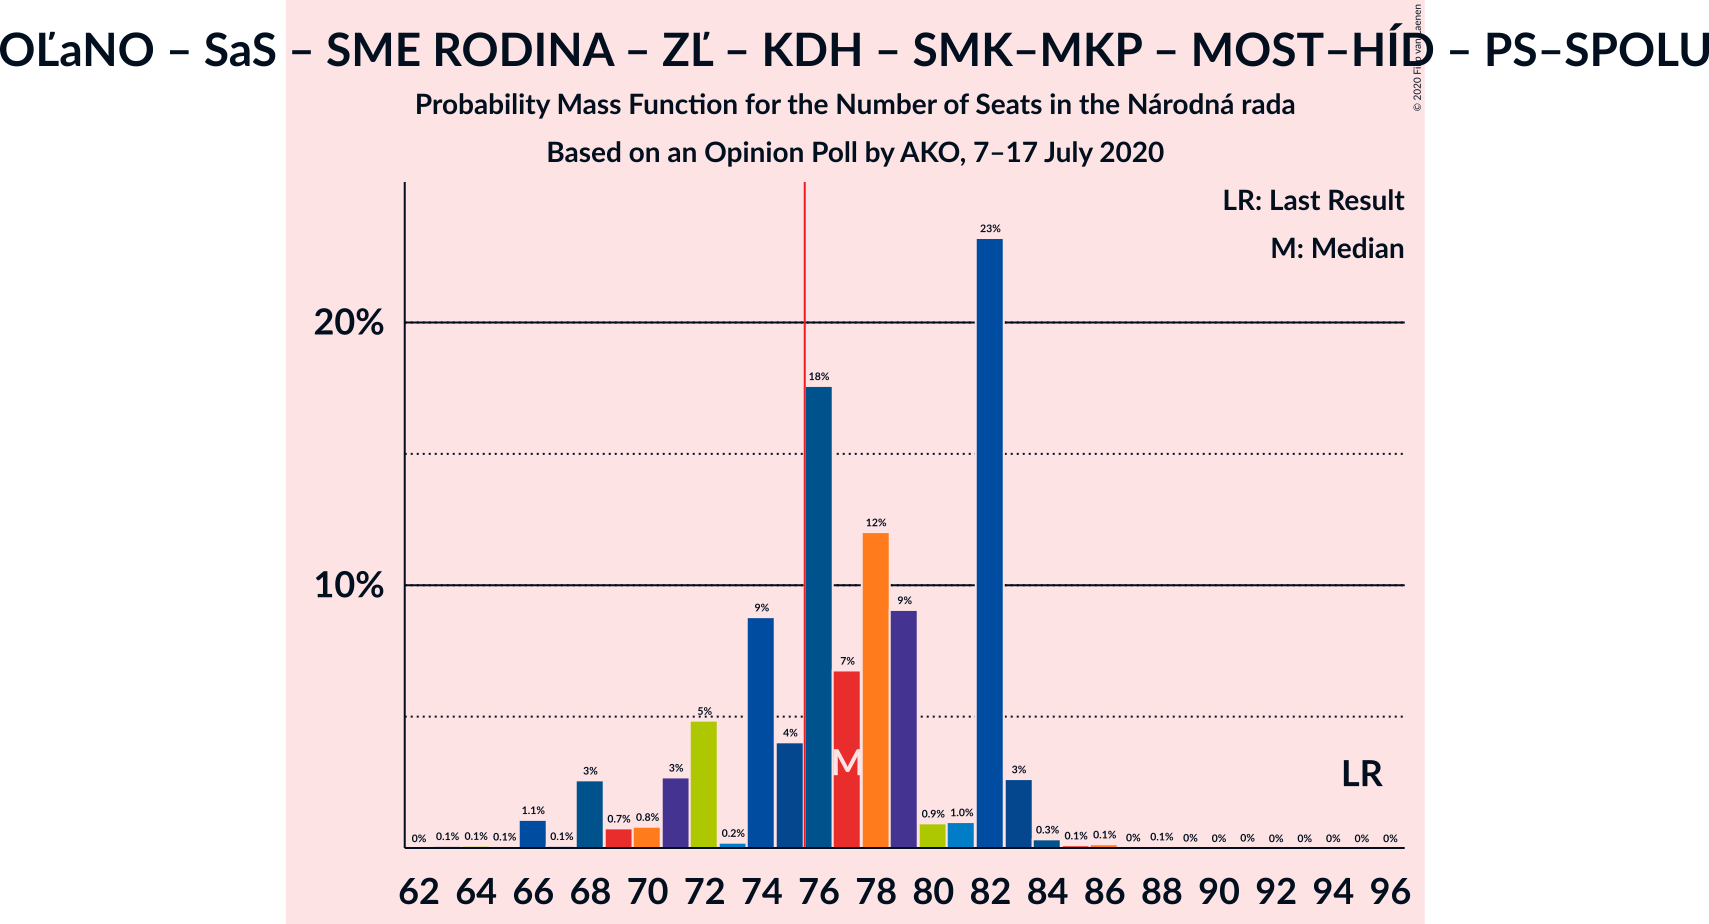 OĽaNO – SaS – SME RODINA – ZĽ – KDH – SMK–MKP – MOST–HÍD – PS–SPOLU
© 2020 Filip van Laenen
Probability Mass Function for the Number of Seats in the Národná rada
Based on an Opinion Poll by AKO, 7–17 July 2020
LR: Last Result
M: Median
20%
10%
0% 0.1% 0.1% 0.1% 1.1% 0.1% 3% 0.7% 0.8% 3% 5% 0.2% 9% 4% 18% 7% 12% 9% 0.9% 1.0% 23% 3% 0.3% 0.1% 0.1% 0% 0.1% 0% 0% 0% 0% 0% 0% 0% 0%
M
LR
62 64 66 68 70 72 74 76 78 80 82 84 86 88 90 92 94 96